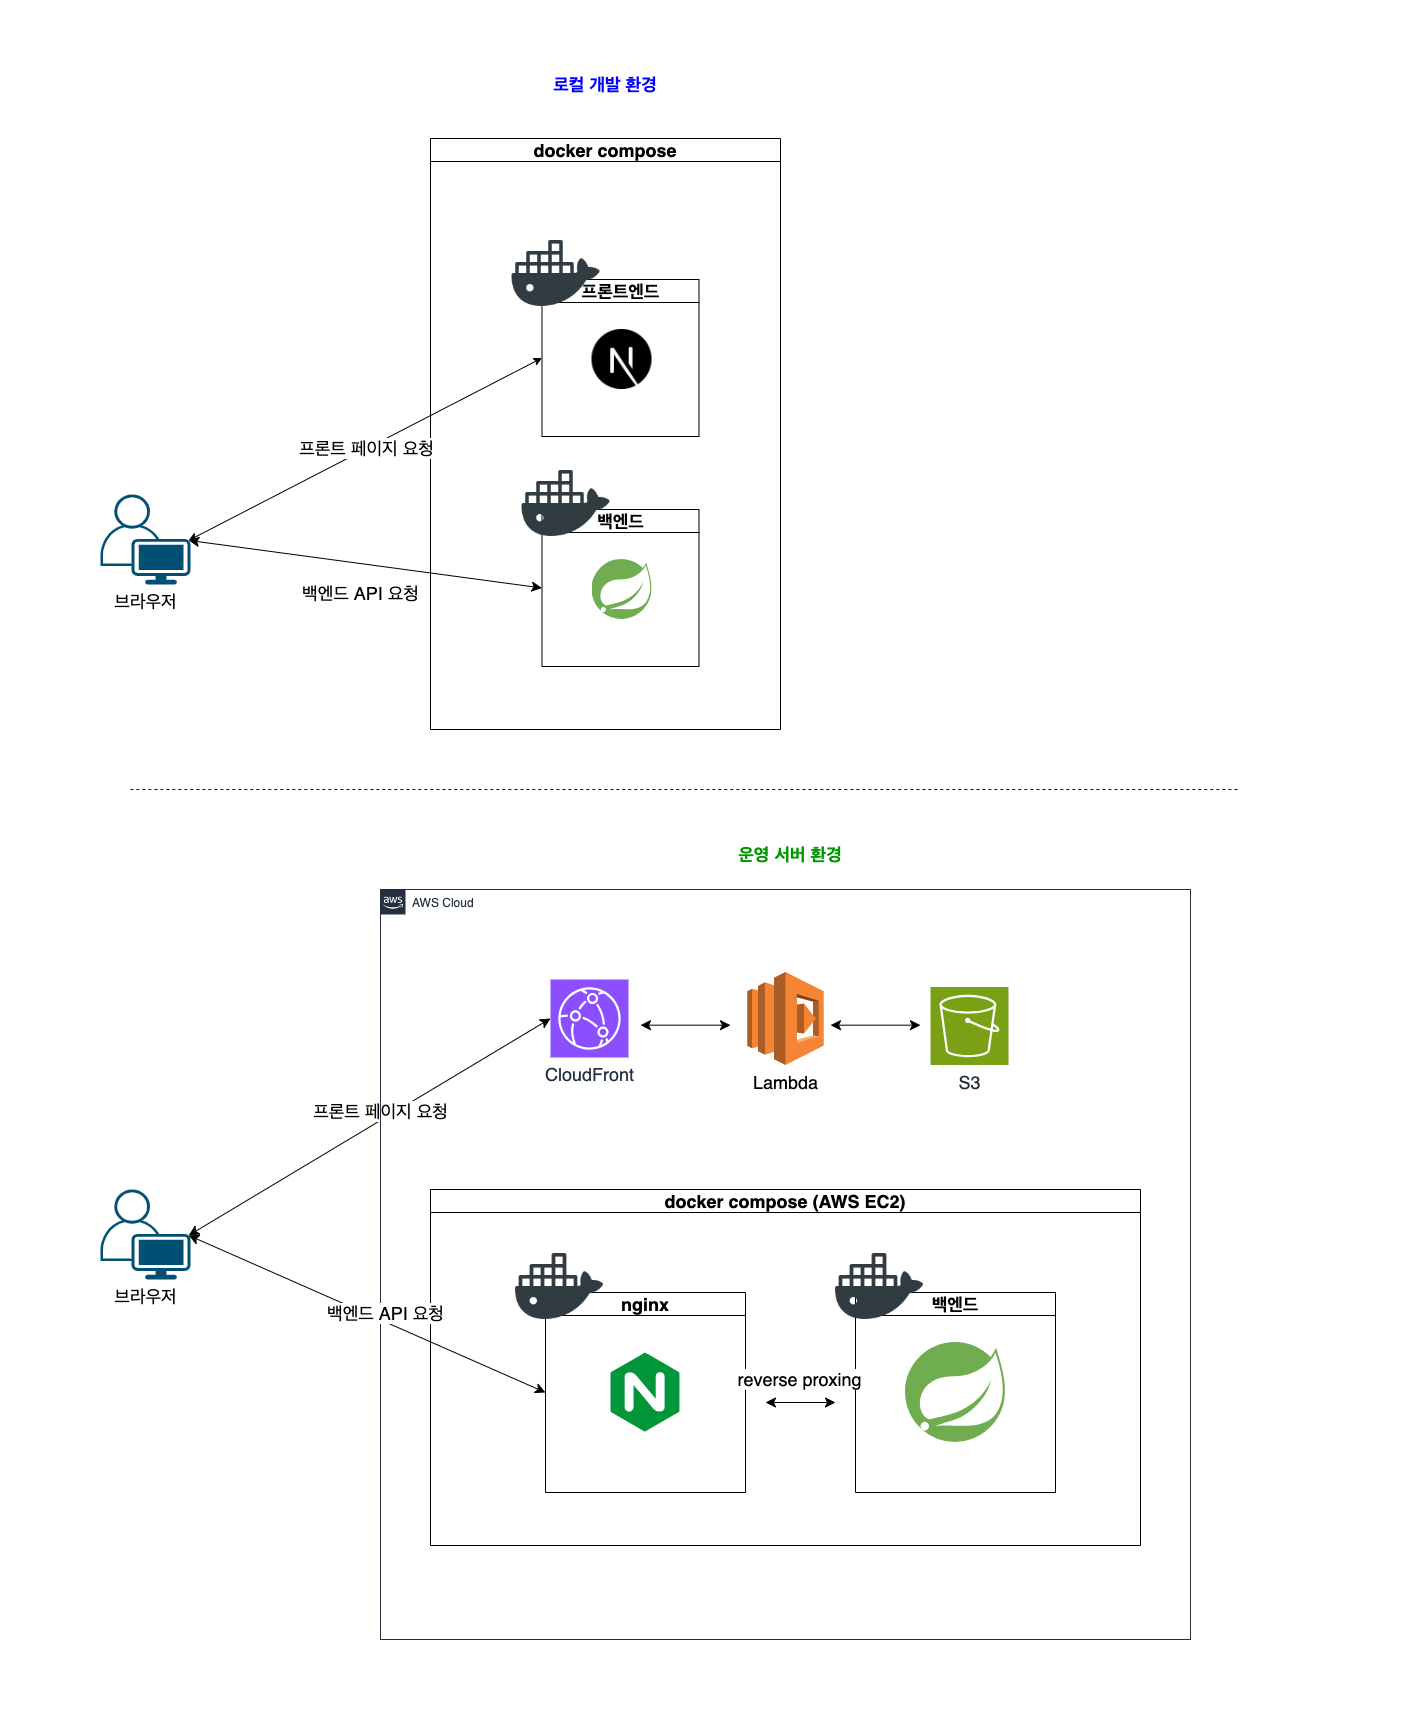 로컬 개발 환경
docker compose
프론트엔드
프론트 페이지 요청
백엔드
백엔드 API 요청
브라우저
운영 서버 환경
aws
AWS Cloud
CloudFront
Lambda
S3
프론트 페이지 요청
docker compose (AWS EC2)
브라우저
백엔드 API 요청
nginx
백엔드
reverse proxing